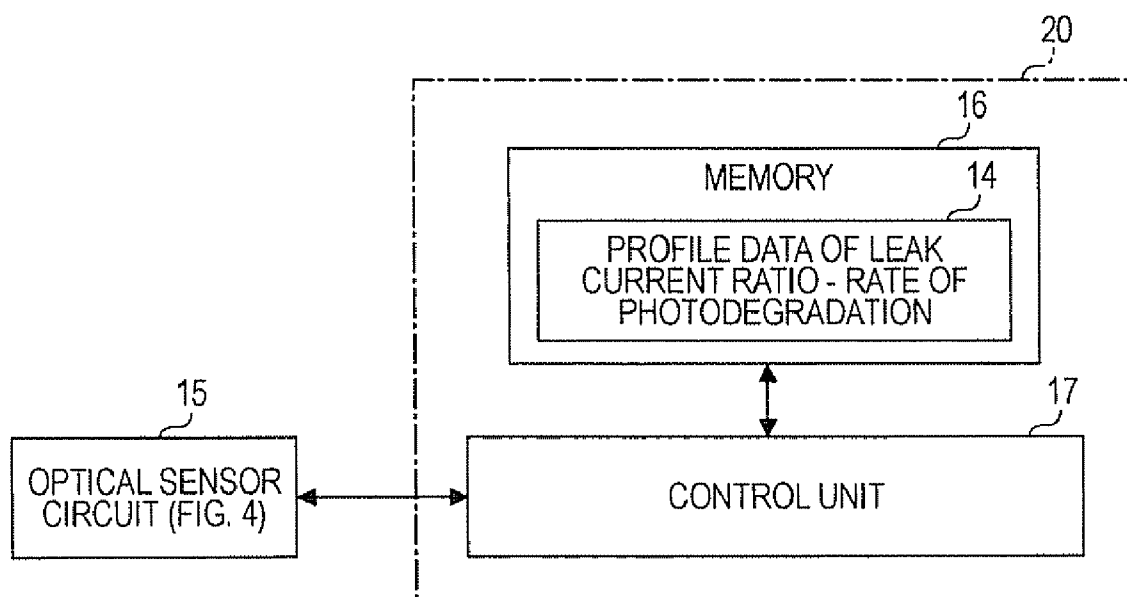 20
16
MEMORY
14
PROFILE DATA OF LEAK
CURRENT RATIO - RATE OF
PHOTODEGRADATION
15
17
OPTICAL SENSOR
CIRCUIT (FIG. 4)
CONTROL UNIT